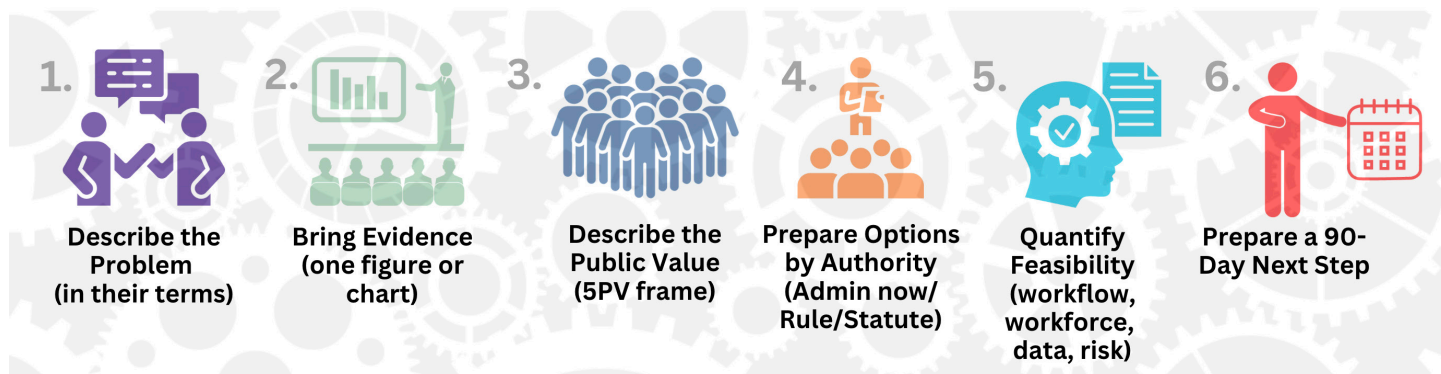 1.
Describe the
Problem
(in their terms)
2.
Bring Evidence
(one figure or
chart)
3.
Describe the
Public Value
(5PV frame)
4.
Prepare Options
by Authority
(Admin now/
Rule/Statute)
5.
Quantify
Feasibility
(workflow,
workforce,
data, risk)
6.
Prepare a 90-
Day Next Step